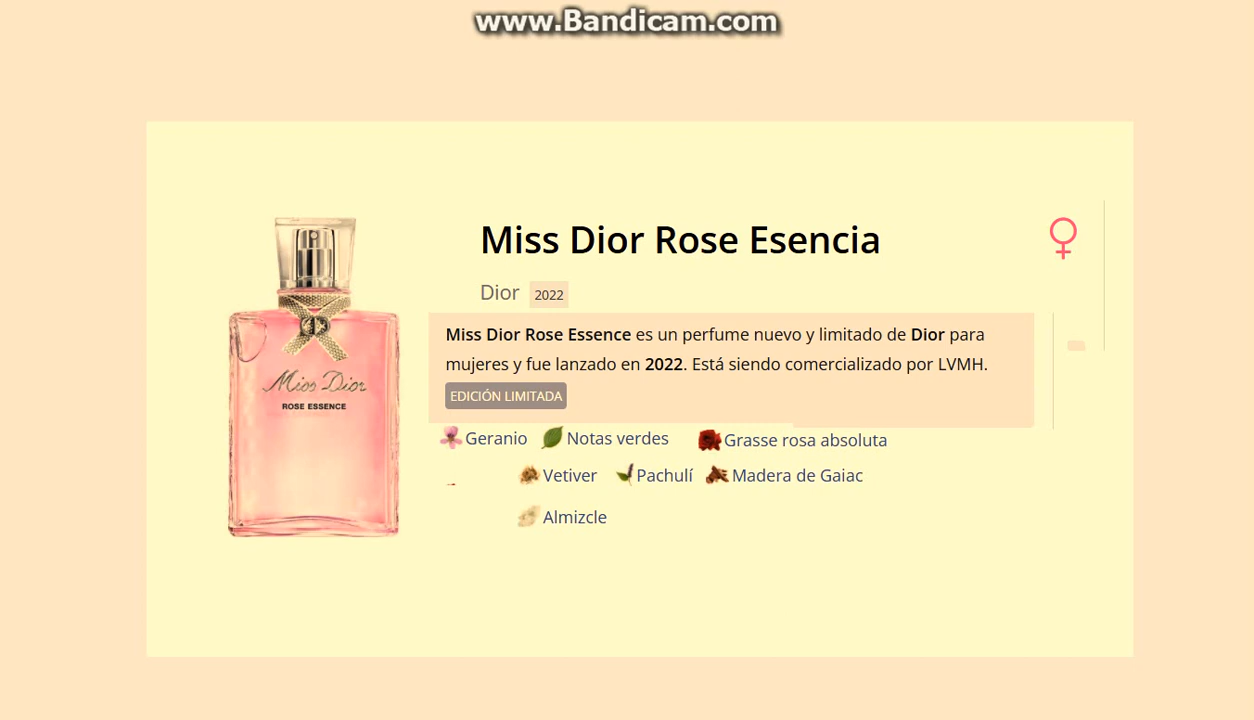 www.Bandicam.com
Miss Dior Rose Esencia
Dior 2022
Miss Dior Rose Essence es un perfume nuevo y limitado de Dior para
mujeres y fue lanzado en 2022. Está siendo comercializado por LVMH.
EDICIÓN LIMITADA
Miss Dior
ROSE ESSENCE
Geranio Notas verdes Grasse rosa absoluta
Vetiver Pachulí Madera de Gaiac
Almizcle